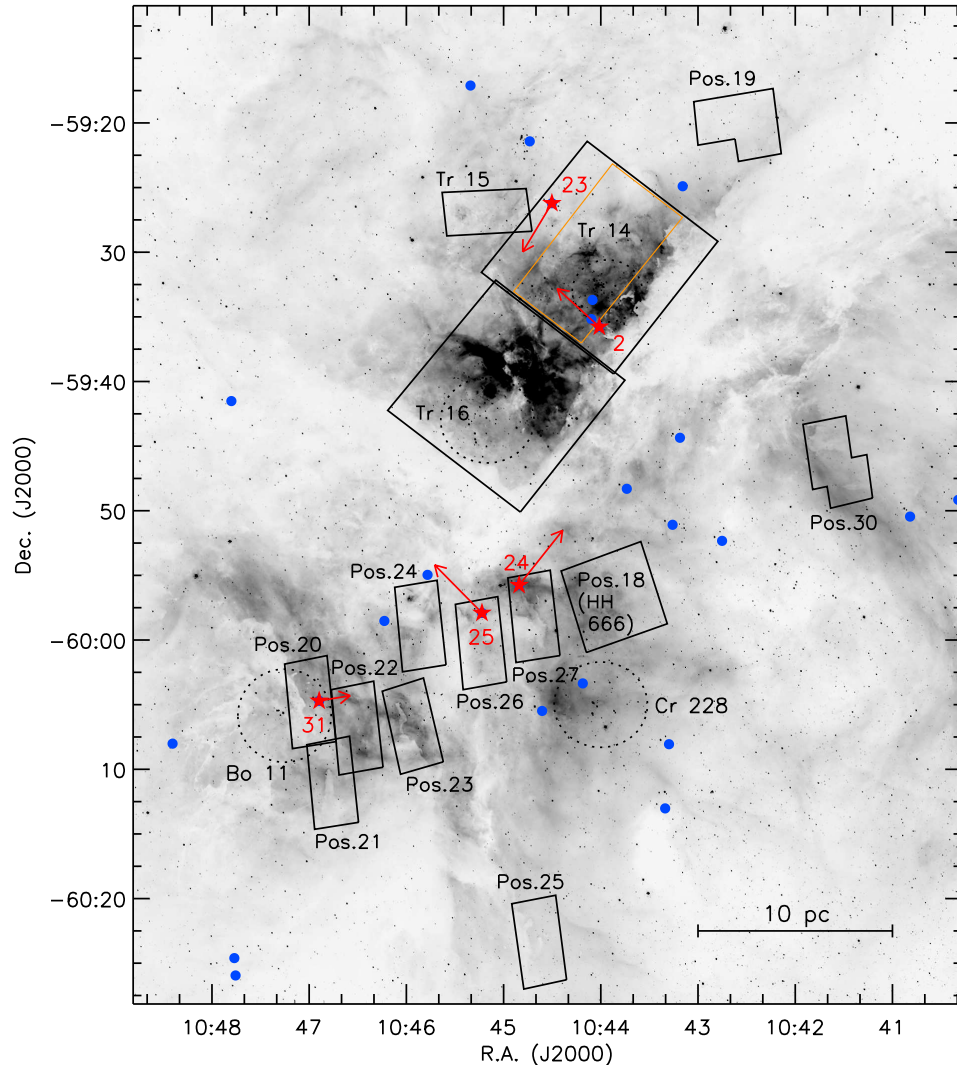 Pos.19
−59:20
Tr 15
23
Tr 14
30
2
−59:40
Tr 16
Dec. (J2000)
50
Pos.30
24
Pos.24
Pos.18
(HH
666)
25
−60:00
Pos.20
Pos.22
Pos.27
Pos.26
31
Cr 228
Bo 11
10
Pos.23
Pos.21
Pos.25
−60:20
10 pc
10:48
47
10:46
45
10:44
43
10:42
41
R.A. (J2000)